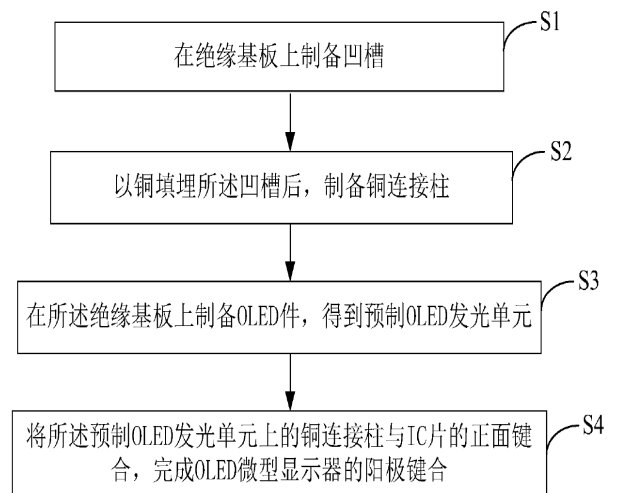 S1
在绝缘基板上制备凹槽
S2
以铜填埋所述凹槽后，制备铜连接柱
S3
在所述绝缘基板上制备OLED件，得到预制OLED发光单元
S4
将所述预制OLED发光单元上的铜连接柱与IC片的正面键
合，完成OLED微型显示器的阳极键合